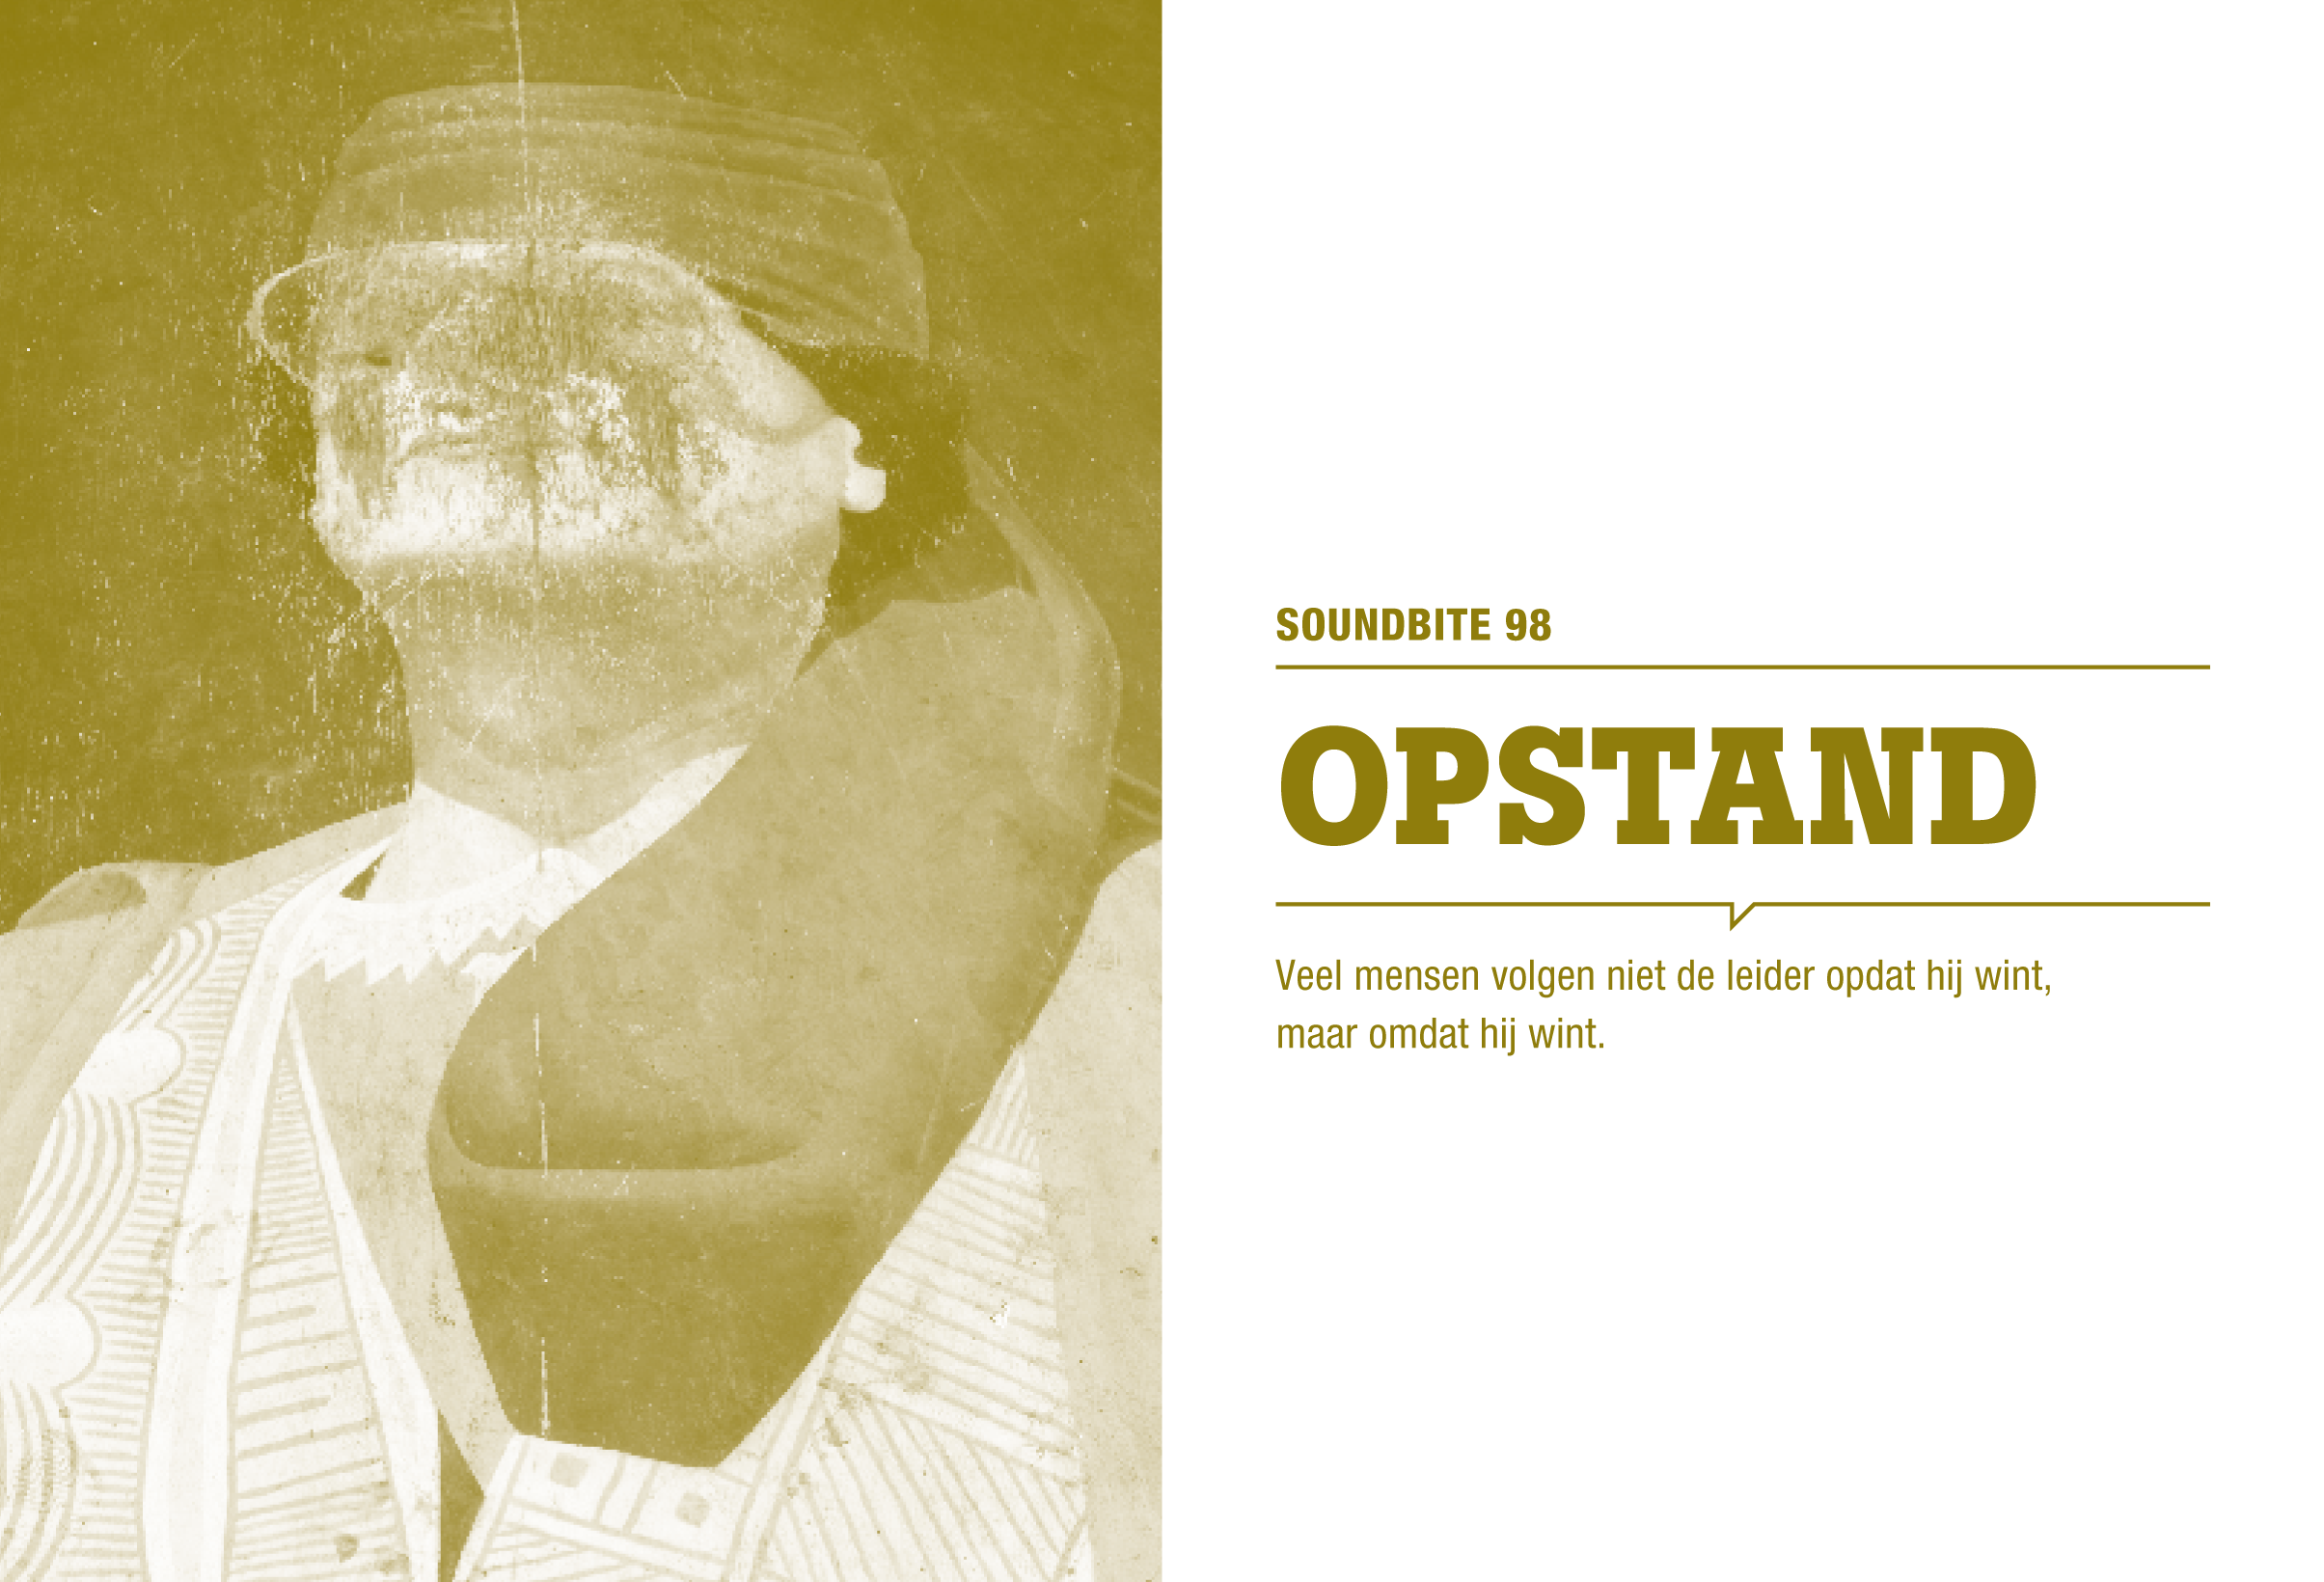 SOUNDBITE 98
OPSTAND
Veel mensen volgen niet de leider opdat hij wint,
maar omdat hij wint.